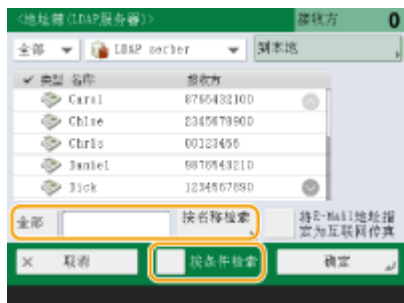 <地址簿(LDAP服务器)> 接收方 0
全部 LDAP secher 到本地
类型 名称 接收方
Carol 8765432100
Chloe 2345678900
Chris 00123456
Daniel 9876543210
Dick 1234567890
全部 按名称检索 将E-Mail地址指
定为互联网传真
× 取消 按条件检索 确定